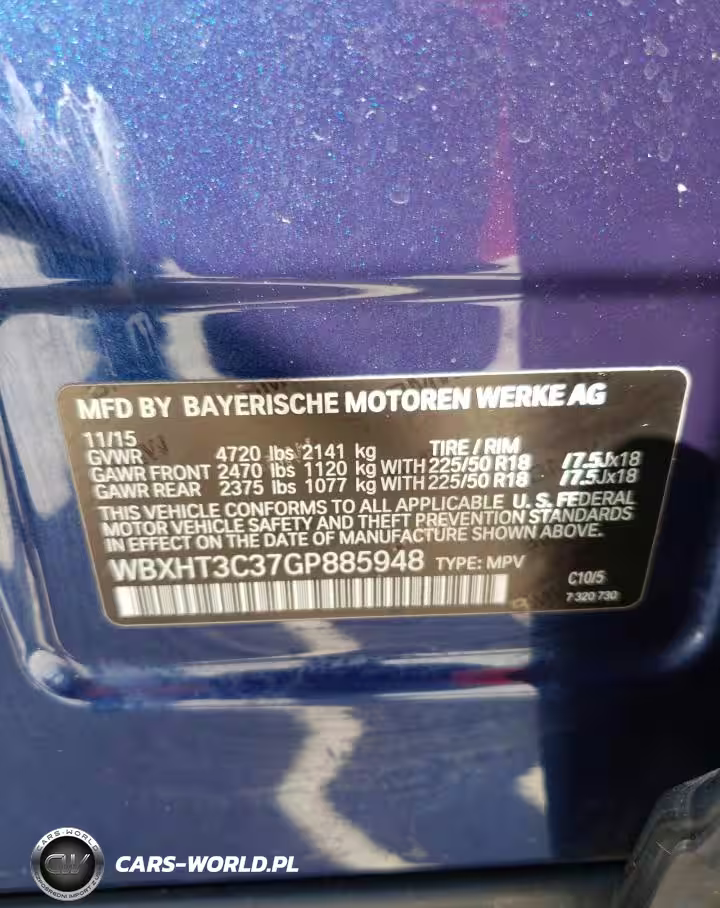 MFD BY BAYERISCHE MOTOREN WERKE AG
11/15
GVWR 4720 lbs 2141 kg TIRE / RIM
GAWR FRONT 2470 lbs 1120 kg WITH 225/50 R18 /7.5Jx18
GAWR REAR 2375 lbs 1077 kg WITH 225/50 R18 /7.5Jx18
THIS VEHICLE CONFORMS TO ALL APPLICABLE U.S. FEDERAL
MOTOR VEHICLE SAFETY AND THEFT PREVENTION STANDARDS
IN EFFECT ON THE DATE OF MANUFACTURE SHOWN ABOVE.
WBXHT3C37GP885948 TYPE: MPV
C10/5
7 320 730
CARS-WORLD
CW
CARS-WORLD.PL